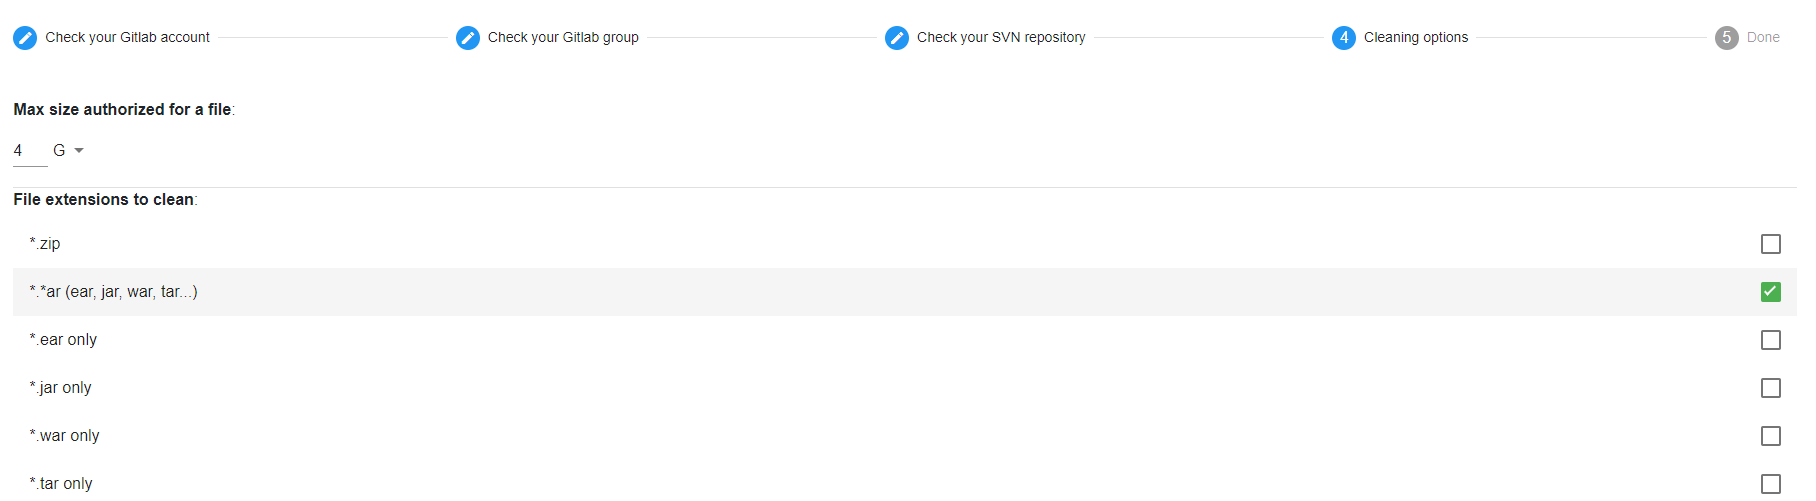 Check your Gitlab account Check your Gitlab group Check your SVN repository 4 Cleaning options 5 Done
Max size authorized for a file:
4 G
File extensions to clean:
*.zip
*.*ar (ear, jar, war, tar...)
*.ear only
*.jar only
*.war only
*.tar only